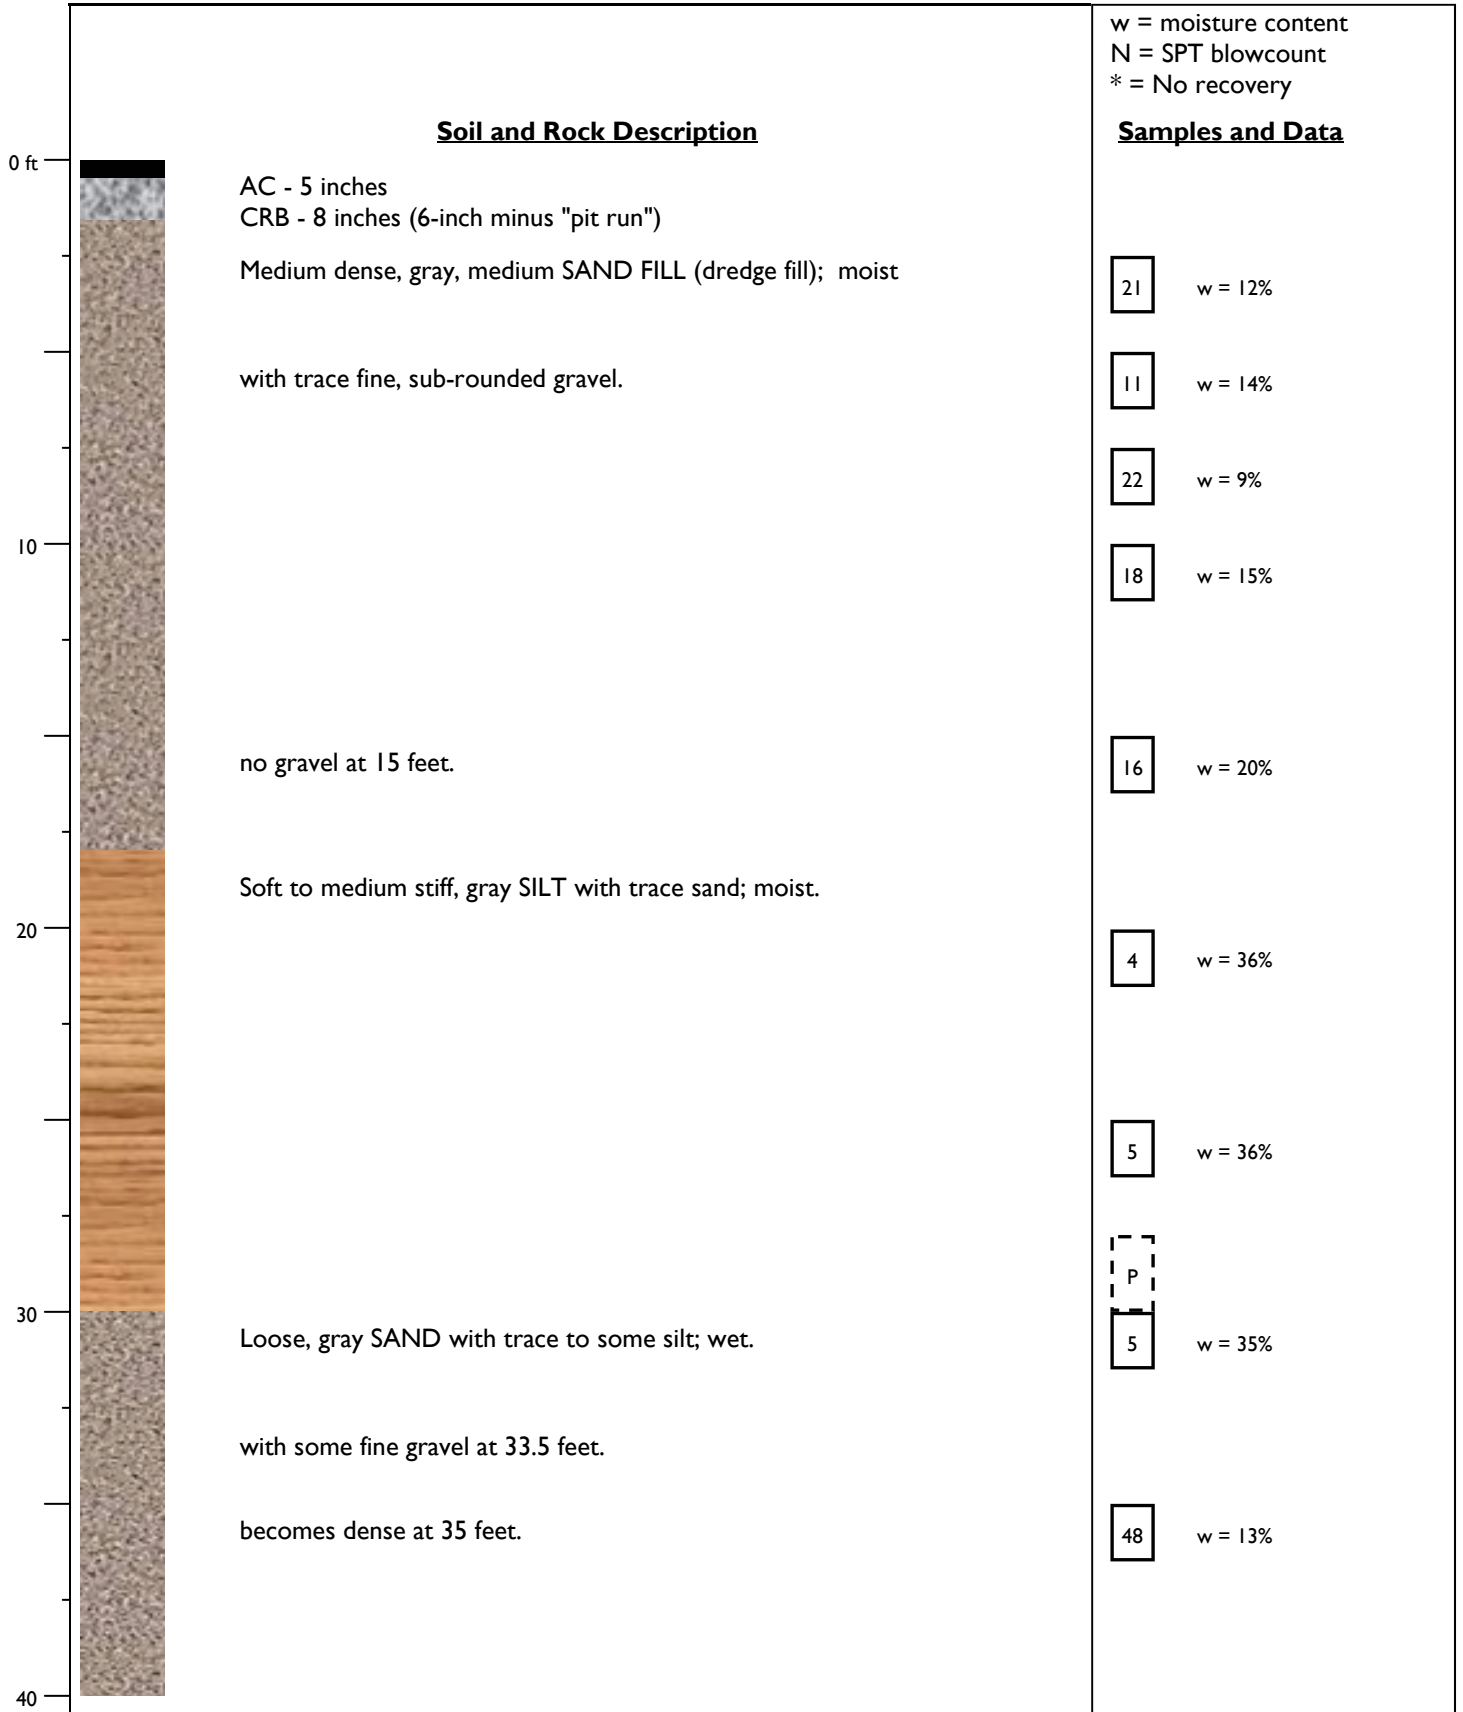 w = moisture content
N = SPT blowcount
* = No recovery
Soil and Rock Description
Samples and Data
0 ft
AC - 5 inches
CRB - 8 inches (6-inch minus "pit run")
Medium dense, gray, medium SAND FILL (dredge fill);  moist
21 w = 12%
with trace fine, sub-rounded gravel.
11 w = 14%
22 w = 9%
10
18 w = 15%
no gravel at 15 feet.
16 w = 20%
Soft to medium stiff, gray SILT with trace sand; moist.
20
4 w = 36%
5 w = 36%
P
30
Loose, gray SAND with trace to some silt; wet.
5 w = 35%
with some fine gravel at 33.5 feet.
becomes dense at 35 feet.
48 w = 13%
40